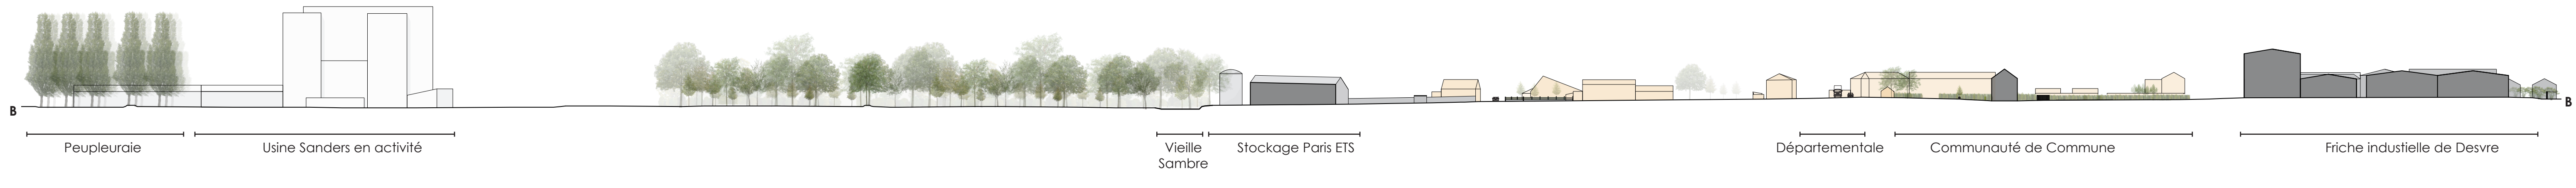 B
B
Peupleuraie
Usine Sanders en activité
Vieille
Sambre
Stockage Paris ETS
Départementale
Communauté de Commune
Friche industielle de Desvre